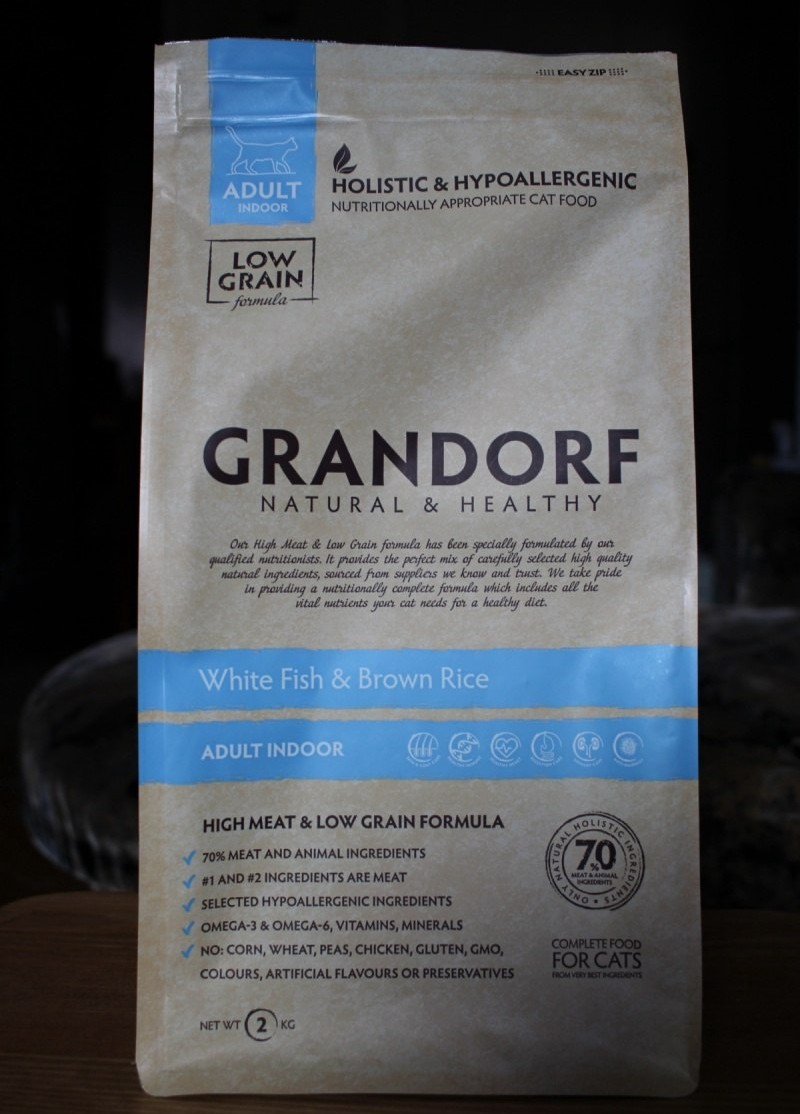 EASY ZIP
ADULT
INDOOR
HOLISTIC & HYPOALLERGENIC
NUTRITIONALLY APPROPRIATE CAT FOOD
LOW
GRAIN
formula
GRANDORF
NATURAL & HEALTHY
Our High Meat & Low Grain formula has been specially formulated by our
qualified nutritionists. It provides the perfect mix of carefully selected high quality
natural ingredients, sourced from suppliers we know and trust. We take pride
in providing a nutritionally complete formula which includes all the
vital nutrients your cat needs for a healthy diet.
White Fish & Brown Rice
ADULT INDOOR
HIGH MEAT & LOW GRAIN FORMULA
70% MEAT AND ANIMAL INGREDIENTS
#1 AND #2 INGREDIENTS ARE MEAT
SELECTED HYPOALLERGENIC INGREDIENTS
OMEGA-3 & OMEGA-6, VITAMINS, MINERALS
NO: CORN, WHEAT, PEAS, CHICKEN, GLUTEN, GMO,
COLOURS, ARTIFICIAL FLAVOURS OR PRESERVATIVES
ONLY NATURAL HOLISTIC INGREDIENTS
70%
MEAT & ANIMAL
INGREDIENTS
COMPLETE FOOD
FOR CATS
FROM VERY BEST INGREDIENTS
NET WT 2 KG